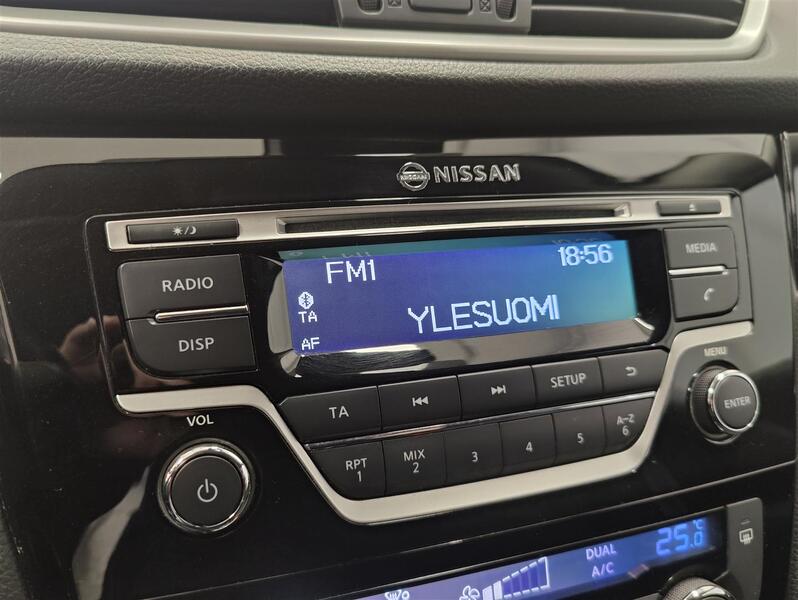 NISSAN
RADIO
DISP
FM1
18:56
TA
YLESUOMI
AF
MEDIA
VOL
TA
SETUP
MENU
ENTER
RPT
1
MIX
2
3
4
5
A-Z
6
DUAL
A/C
25.0
°C